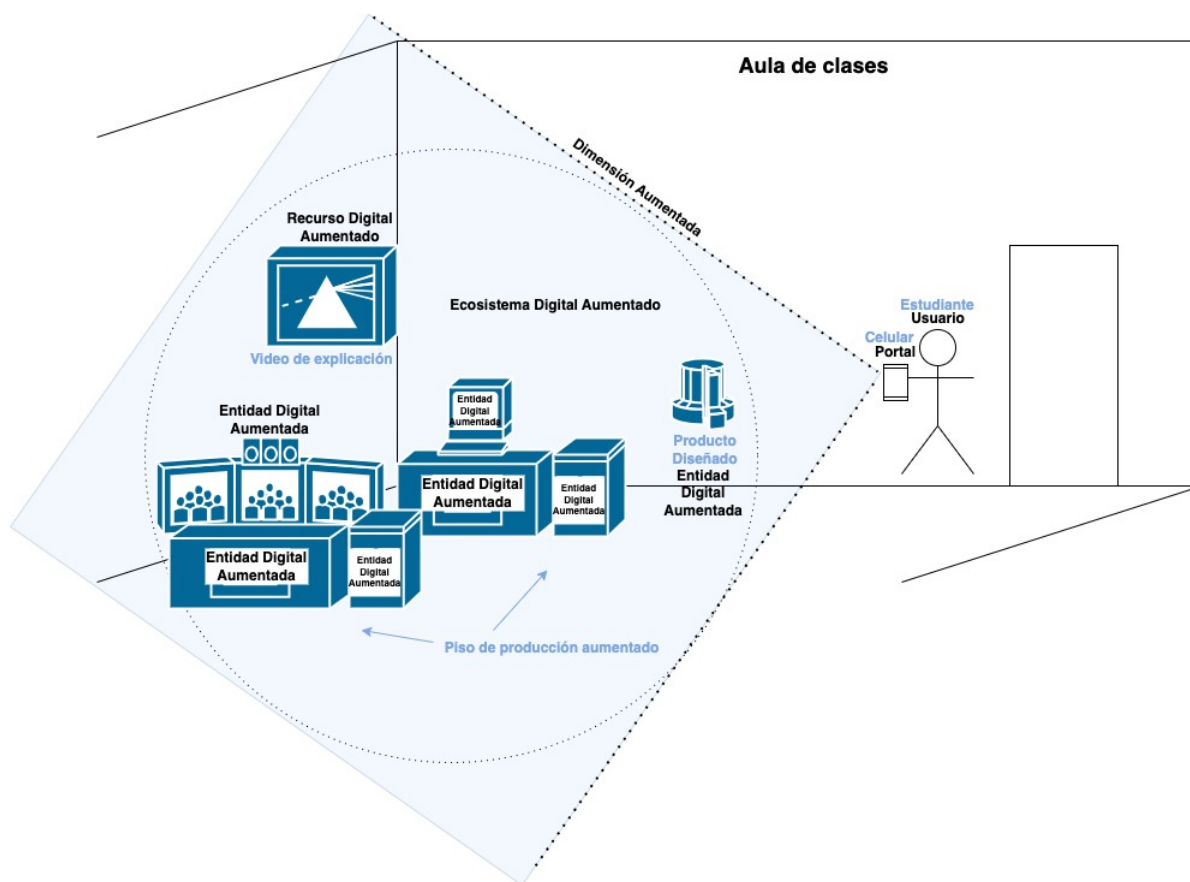 Aula de clases
Dimensión Aumentada
Recurso Digital
Aumentado
Video de explicación
Ecosistema Digital Aumentado
Estudiante
Usuario
Celular
Portal
Entidad Digital
Aumentada
Entidad
Digital
Aumentada
Producto
Diseñado
Entidad
Digital
Aumentada
Entidad Digital
Aumentada
Entidad
Digital
Aumentada
Entidad Digital
Aumentada
Entidad
Digital
Aumentada
Piso de producción aumentado